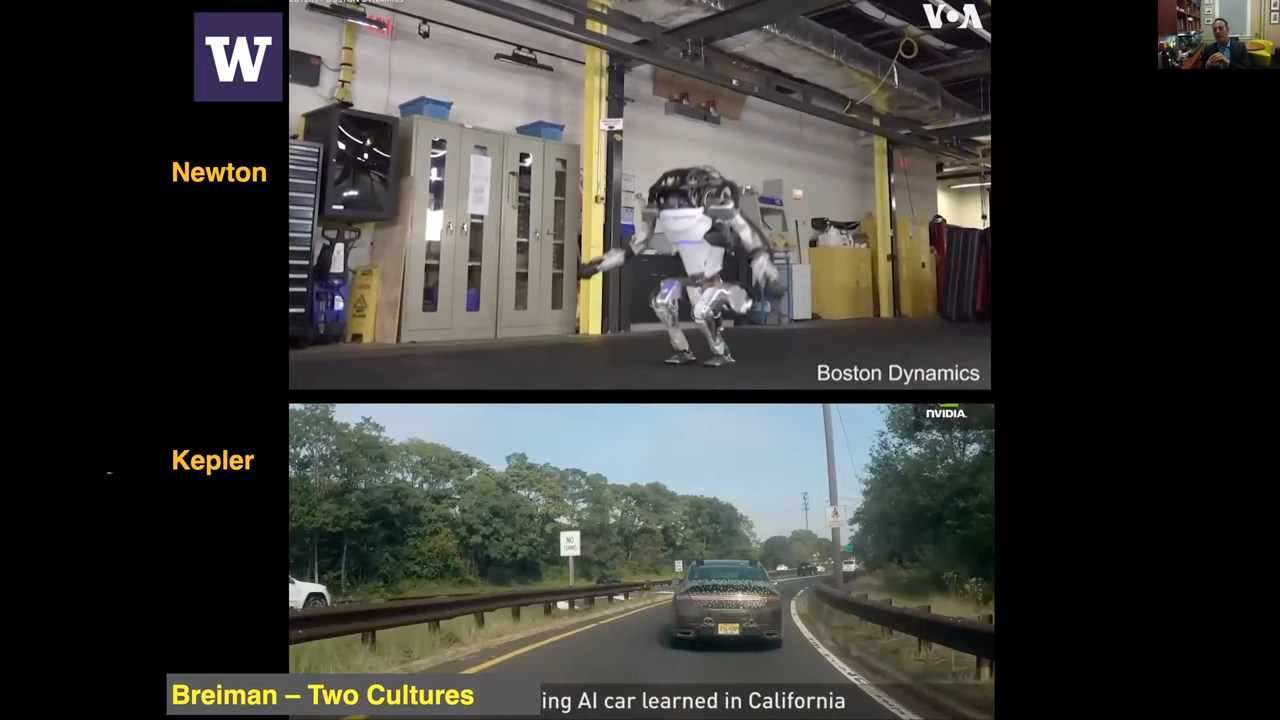 W
VOA
Newton
Boston Dynamics
NVIDIA.
Kepler
NO
TURNS
Breiman – Two Cultures
ing AI car learned in California